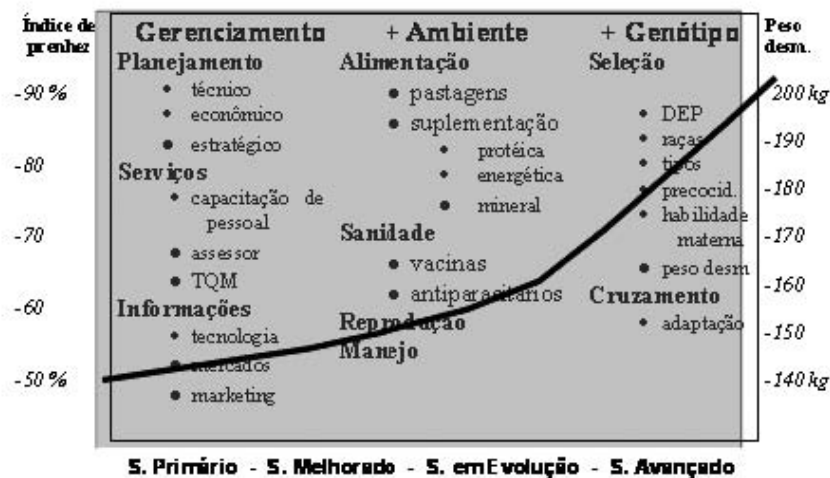 Índice de
prenhez
Gerenciamento + Ambiente + Genótipo
Peso
desm.
Planejamento
• técnico
• econômico
• estratégico
Serviços
• capacitação de
pessoal
• assessor
• TQM
Informações
• tecnologia
• mercados
• marketing
Alimentação
• pastagens
• suplementação
• protéica
• energética
• mineral
Sanidade
• vacinas
• antiparacitários
Reprodução
Manejo
Seleção
• DEP
• raças
• tipos
• precocid.
• habilidade
materna
• peso desm
Cruzamento
• adaptação
-90 %
-80
-70
-60
-50 %
200 kg
-190
-180
-170
-160
-150
-140 kg
S. Primário - S. Melhorado - S. em Evolução - S. Avançado